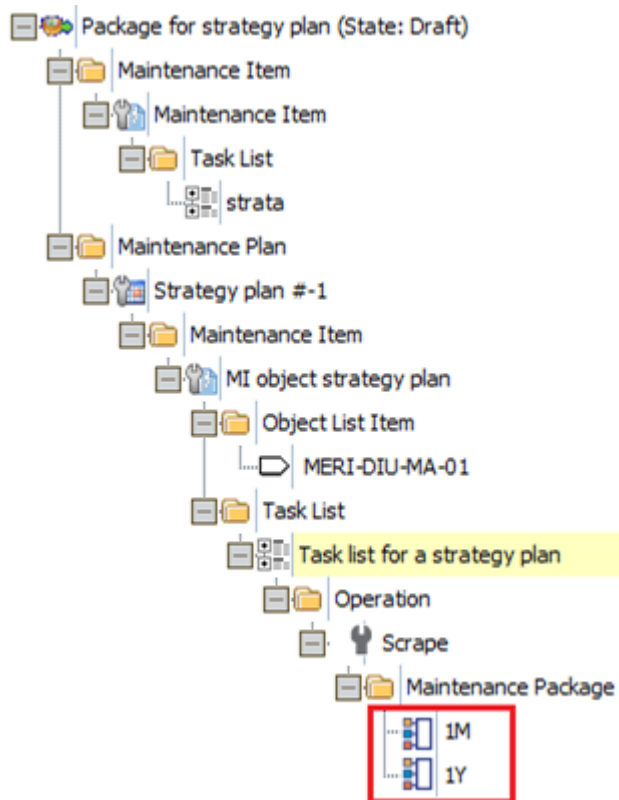 Package for strategy plan (State: Draft)
Maintenance Item
Maintenance Item
Task List
strata
Maintenance Plan
Strategy plan #-1
Maintenance Item
MI object strategy plan
Object List Item
MERI-DIU-MA-01
Task List
Task list for a strategy plan
Operation
Scrape
Maintenance Package
1M
1Y